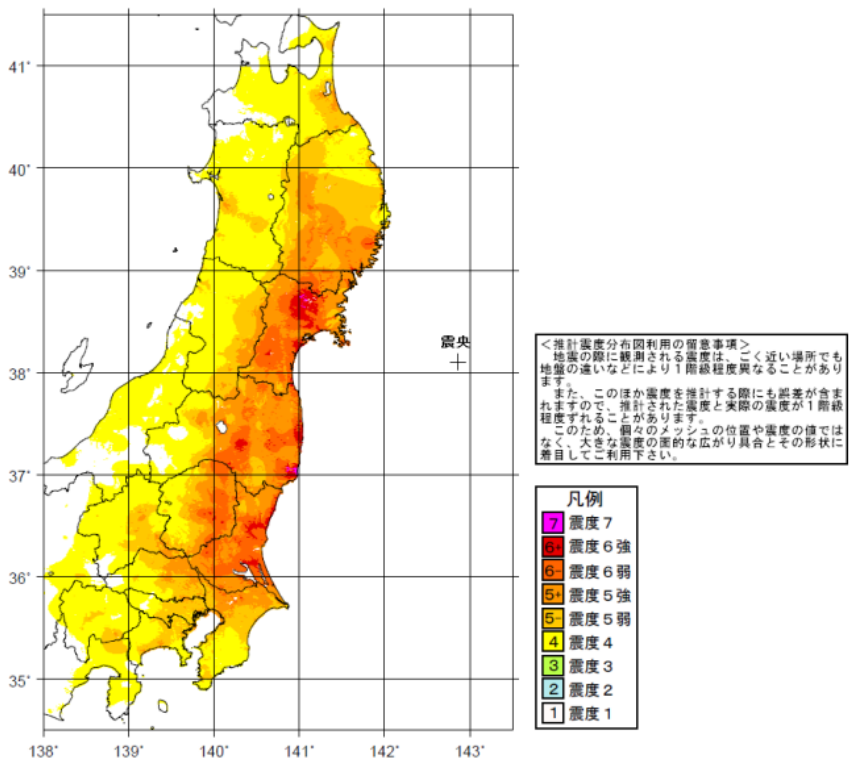 41°
40°
39°
38°
37°
36°
35°
138°
139°
140°
141°
142°
143°
震央
＜推計震度分布図利用の留意事項＞
　地震の際に観測される震度は、ごく近い場所でも
地盤の違いなどにより１階級程度異なることがあり
ます。
　また、このほか震度を推計する際にも誤差が含ま
れますので、推計された震度と実際の震度が１階級
程度ずれることがあります。
　このため、個々のメッシュの位置や震度の値では
なく、大きな震度の面的な広がり具合とその形状に
着目してご利用下さい。
凡例
7 震度７
6+ 震度６強
6- 震度６弱
5+ 震度５強
5- 震度５弱
4 震度４
3 震度３
2 震度２
1 震度１